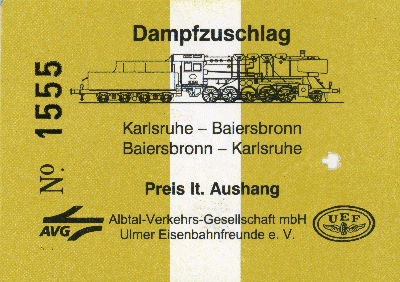 Dampfzuschlag
No. 1555
Karlsruhe – Baiersbronn
Baiersbronn – Karlsruhe
Preis lt. Aushang
AVG
Albtal-Verkehrs-Gesellschaft mbH
Ulmer Eisenbahnfreunde e. V.
UEF